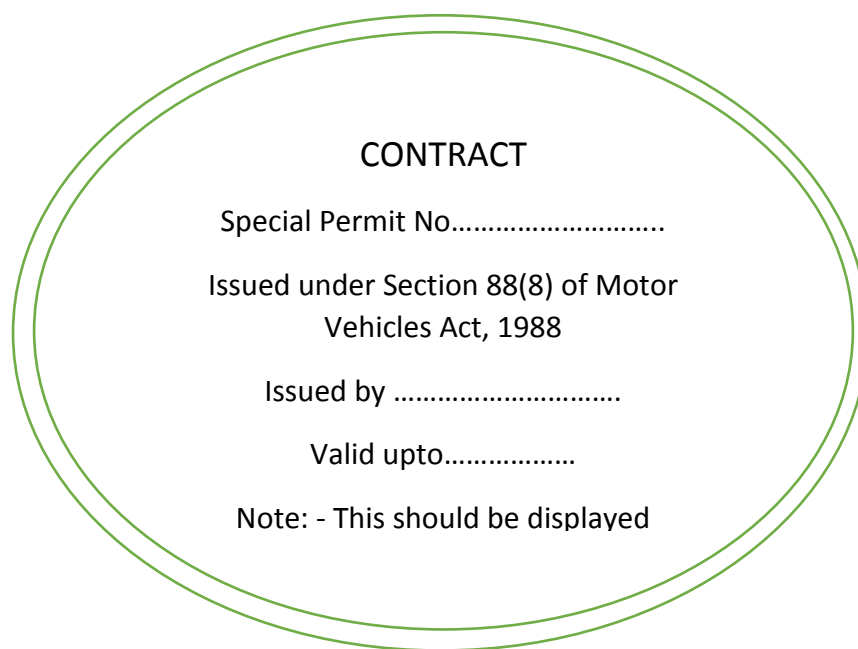 CONTRACT
Special Permit No………………………..
Issued under Section 88(8) of Motor
Vehicles Act, 1988
Issued by ………………………….
Valid upto………………
Note: - This should be displayed